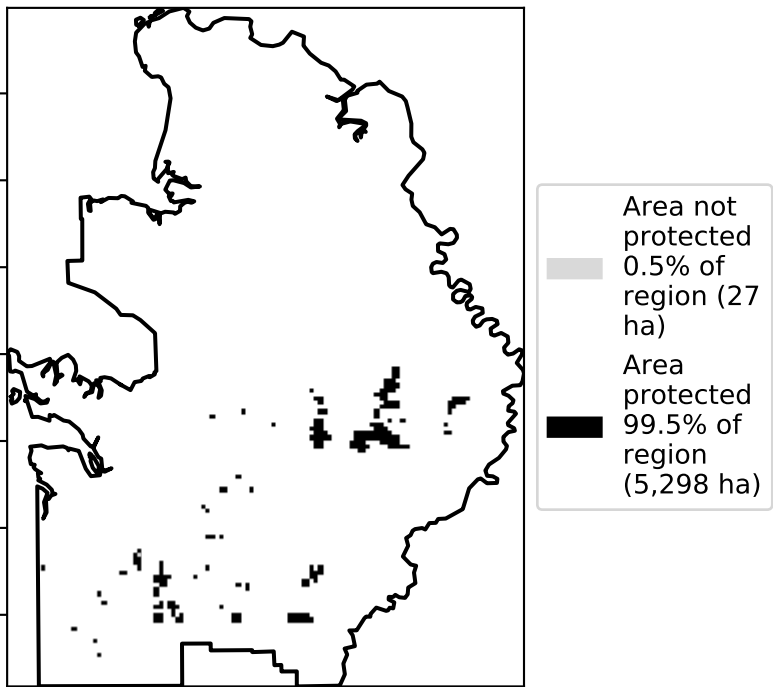 Area not
protected
0.5% of
region (27
ha)
Area
protected
99.5% of
region
(5,298 ha)